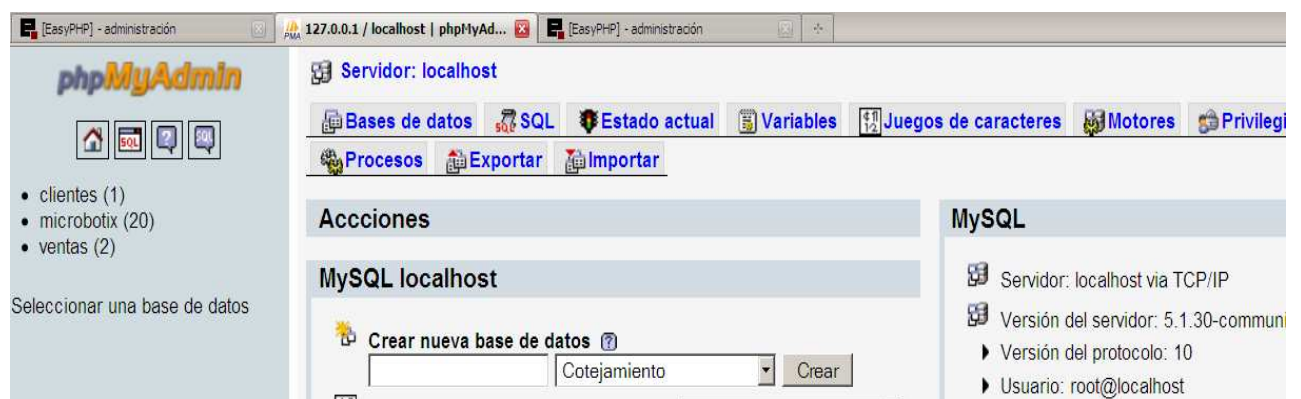 [EasyPHP] - administración
127.0.0.1 / localhost | phpMyAd...
[EasyPHP] - administración
phpMyAdmin
SQL
SQL
clientes (1)
microbotix (20)
ventas (2)
Seleccionar una base de datos
Servidor: localhost
Bases de datos SQL Estado actual Variables Juegos de caracteres Motores Privilegi
Procesos Exportar Importar
Accciones
MySQL localhost
Crear nueva base de datos
Cotejamiento Crear
MySQL
Servidor: localhost via TCP/IP
Versión del servidor: 5.1.30-communi
Versión del protocolo: 10
Usuario: root@localhost